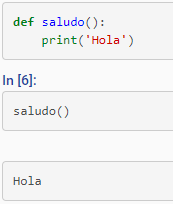 def saludo():
    print('Hola')
In [6]:
saludo()
Hola